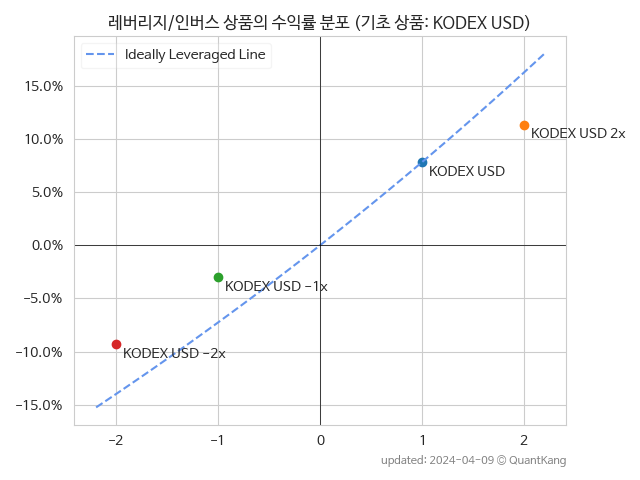 레버리지/인버스 상품의 수익률 분포 (기초 상품: KODEX USD)
Ideally Leveraged Line
15.0%
10.0%
5.0%
0.0%
−5.0%
−10.0%
−15.0%
KODEX USD 2x
KODEX USD
KODEX USD −1x
KODEX USD −2x
−2
−1
0
1
2
updated: 2024-04-09 © QuantKang